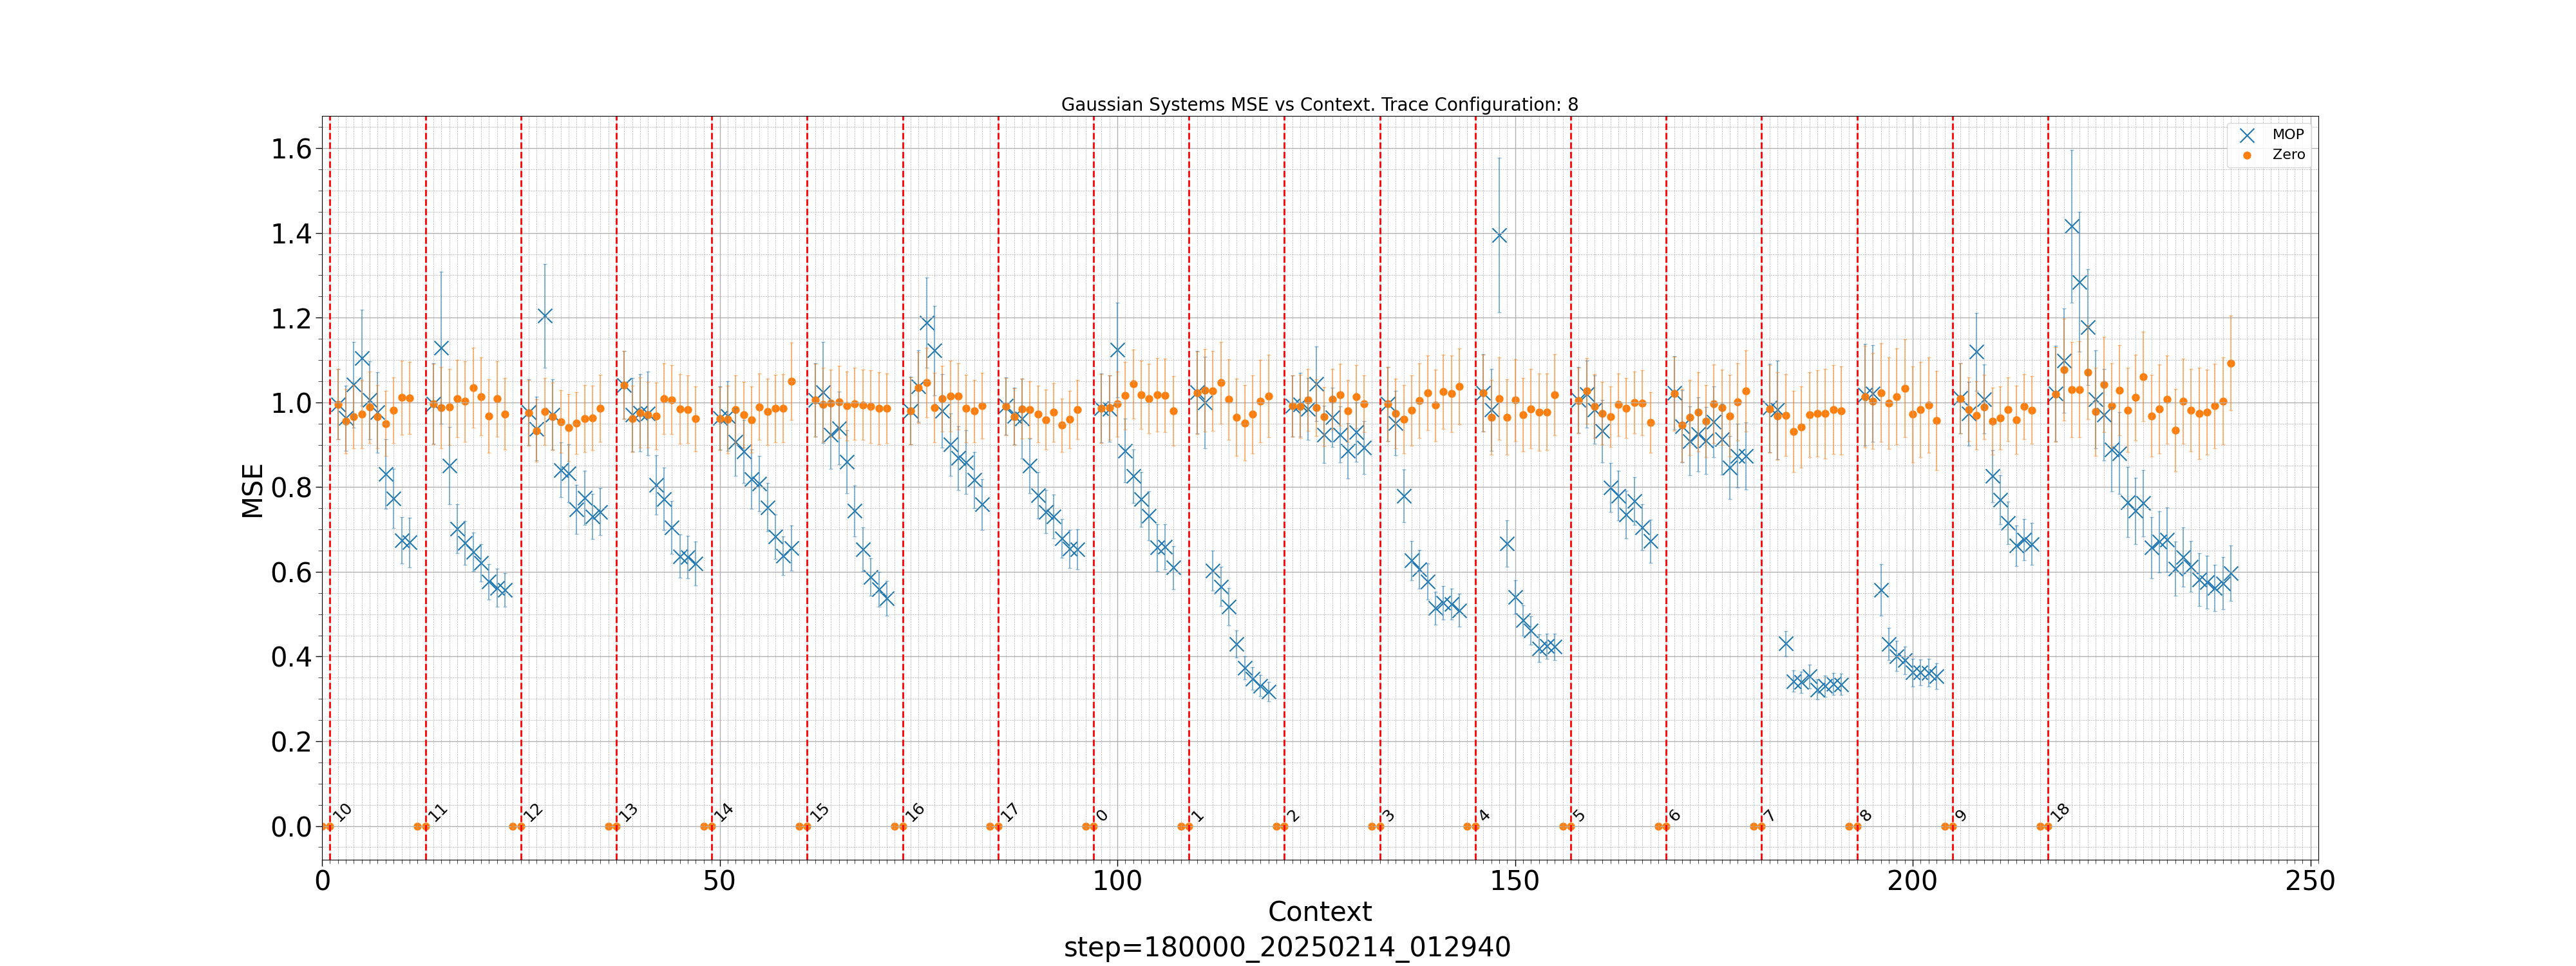 Gaussian Systems MSE vs Context. Trace Configuration: 8
MOP
Zero
MSE
1.6
1.4
1.2
1.0
0.8
0.6
0.4
0.2
0.0
10 11 12 13 14 15 16 17 0 1 2 3 4 5 6 7 8 9 18
0 50 100 150 200 250
Context
step=180000_20250214_012940